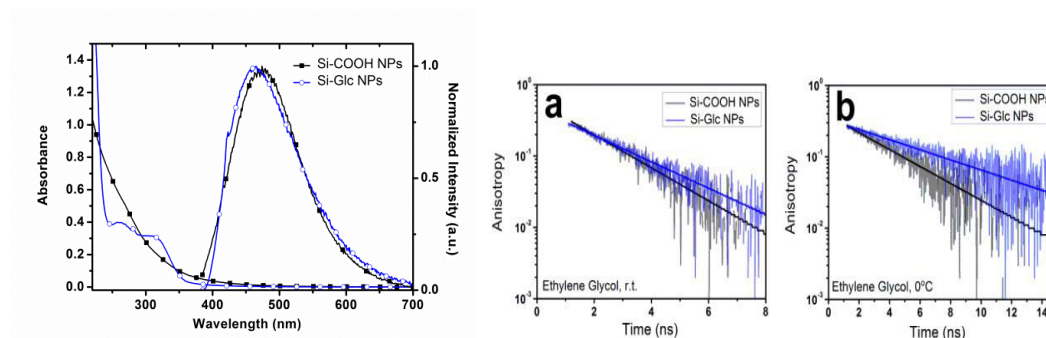 Si-COOH NPs
Si-Glc NPs
1.4
1.2
1.0
0.8
0.6
0.4
0.2
0.0
Absorbance
1.0
0.5
0.0
Normalized Intensity (a.u.)
300 400 500 600 700
Wavelength (nm)
a
Si-COOH NPs
Si-Glc NPs
10⁰
10⁻¹
10⁻²
10⁻³
Anisotropy
Ethylene Glycol, r.t.
0 2 4 6 8
Time (ns)
b
Si-COOH NPs
Si-Glc NPs
10⁰
10⁻¹
10⁻²
10⁻³
Anisotropy
Ethylene Glycol, 0°C
0 2 4 6 8 10 12 14
Time (ns)